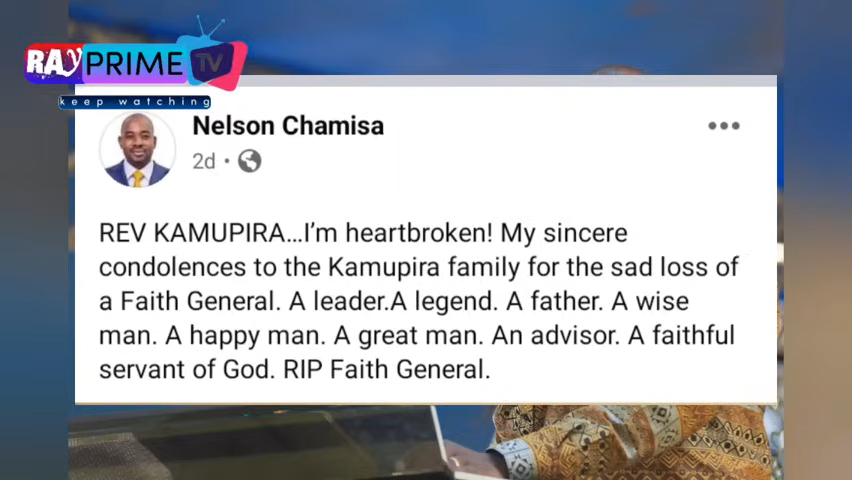 RAY PRIME TV
keep watching
Nelson Chamisa
2d •
REV KAMUPIRA...I'm heartbroken! My sincere
condolences to the Kamupira family for the sad loss of
a Faith General. A leader.A legend. A father. A wise
man. A happy man. A great man. An advisor. A faithful
servant of God. RIP Faith General.